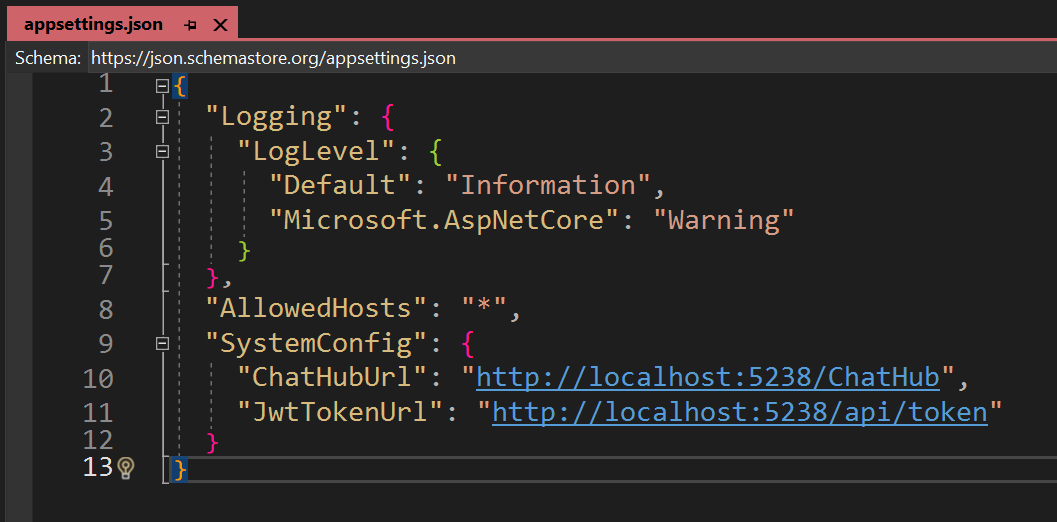 appsettings.json
Schema: https://json.schemastore.org/appsettings.json
1 {
2 "Logging": {
3 "LogLevel": {
4 "Default": "Information",
5 "Microsoft.AspNetCore": "Warning"
6 }
7 },
8 "AllowedHosts": "*",
9 "SystemConfig": {
10 "ChatHubUrl": "http://localhost:5238/ChatHub",
11 "JwtTokenUrl": "http://localhost:5238/api/token"
12 }
13 }